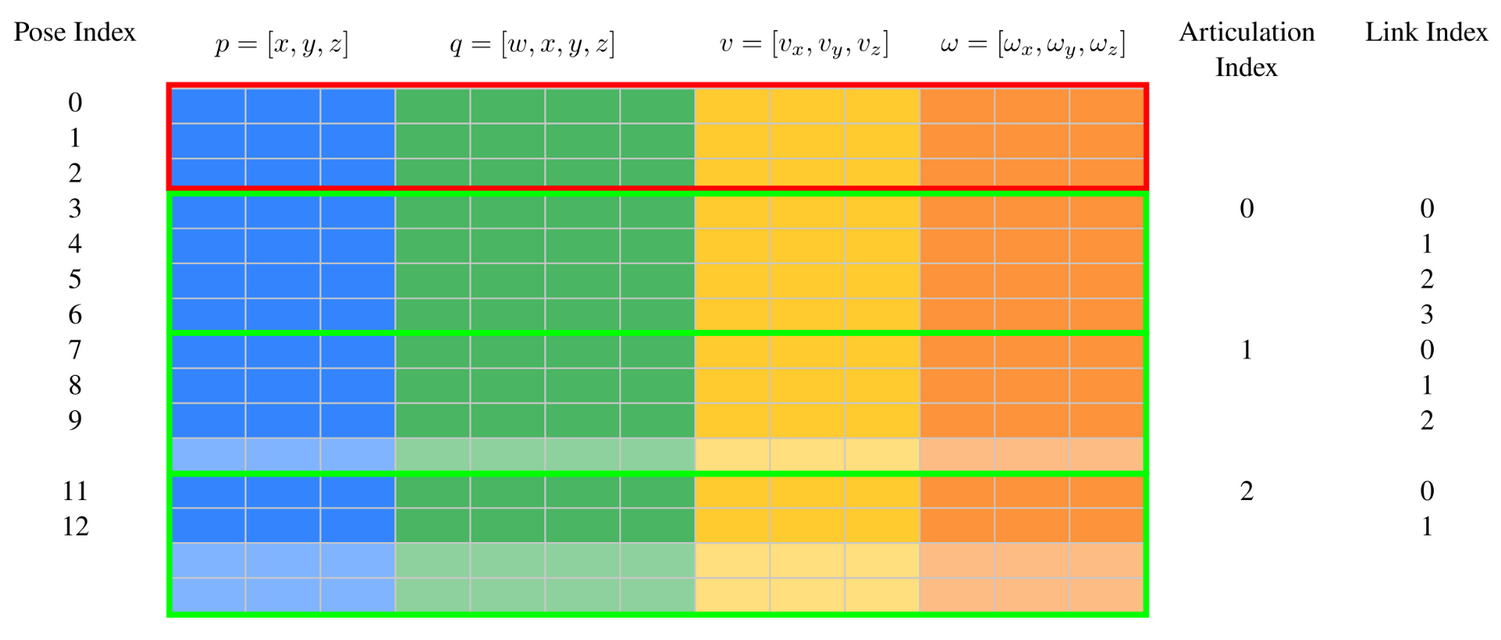 Pose Index p = [x, y, z] q = [w, x, y, z] v = [v_x, v_y, v_z] ω = [ω_x, ω_y, ω_z] Articulation Index Link Index
0
1
2
3 0 0
4 1
5 2
6 3
7 1 0
8 1
9 2
11 2 0
12 1